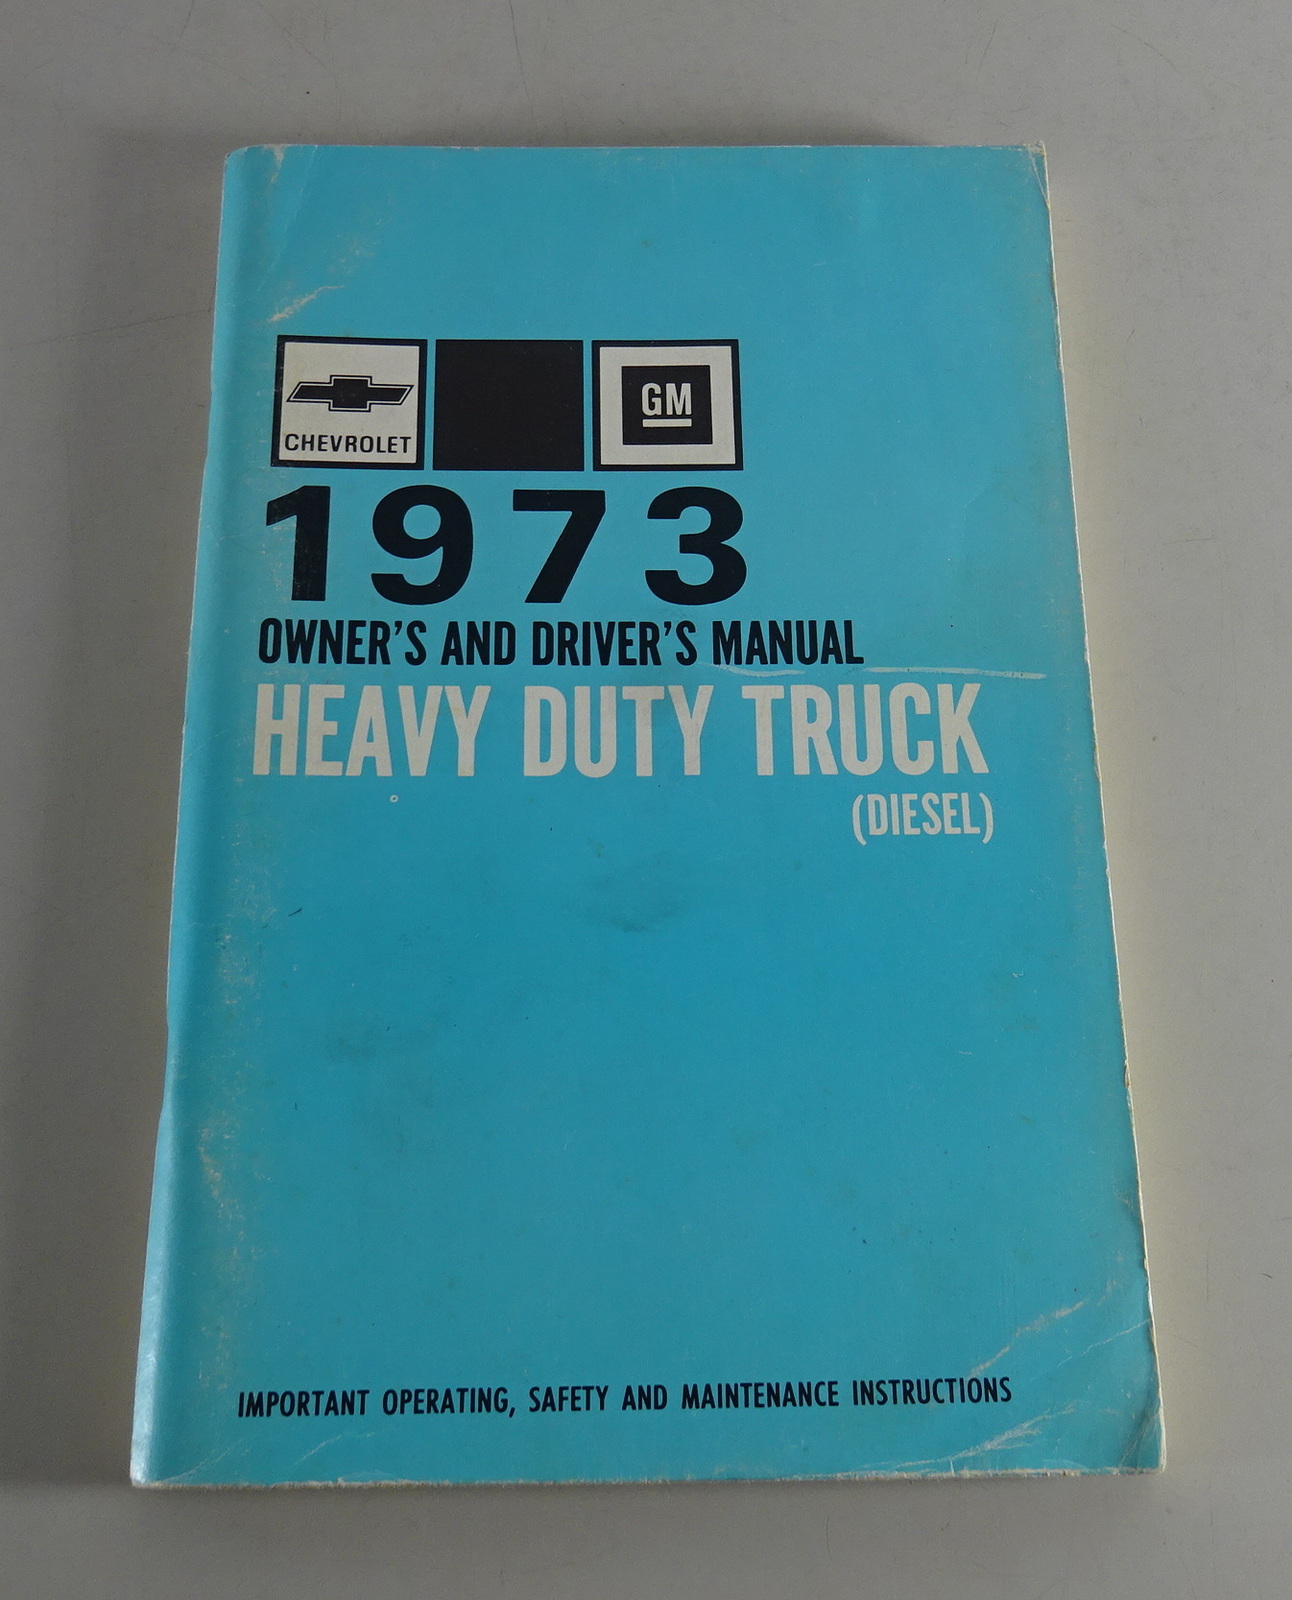 CHEVROLET
GM
1973
OWNER'S AND DRIVER'S MANUAL
HEAVY DUTY TRUCK
(DIESEL)
IMPORTANT OPERATING, SAFETY AND MAINTENANCE INSTRUCTIONS